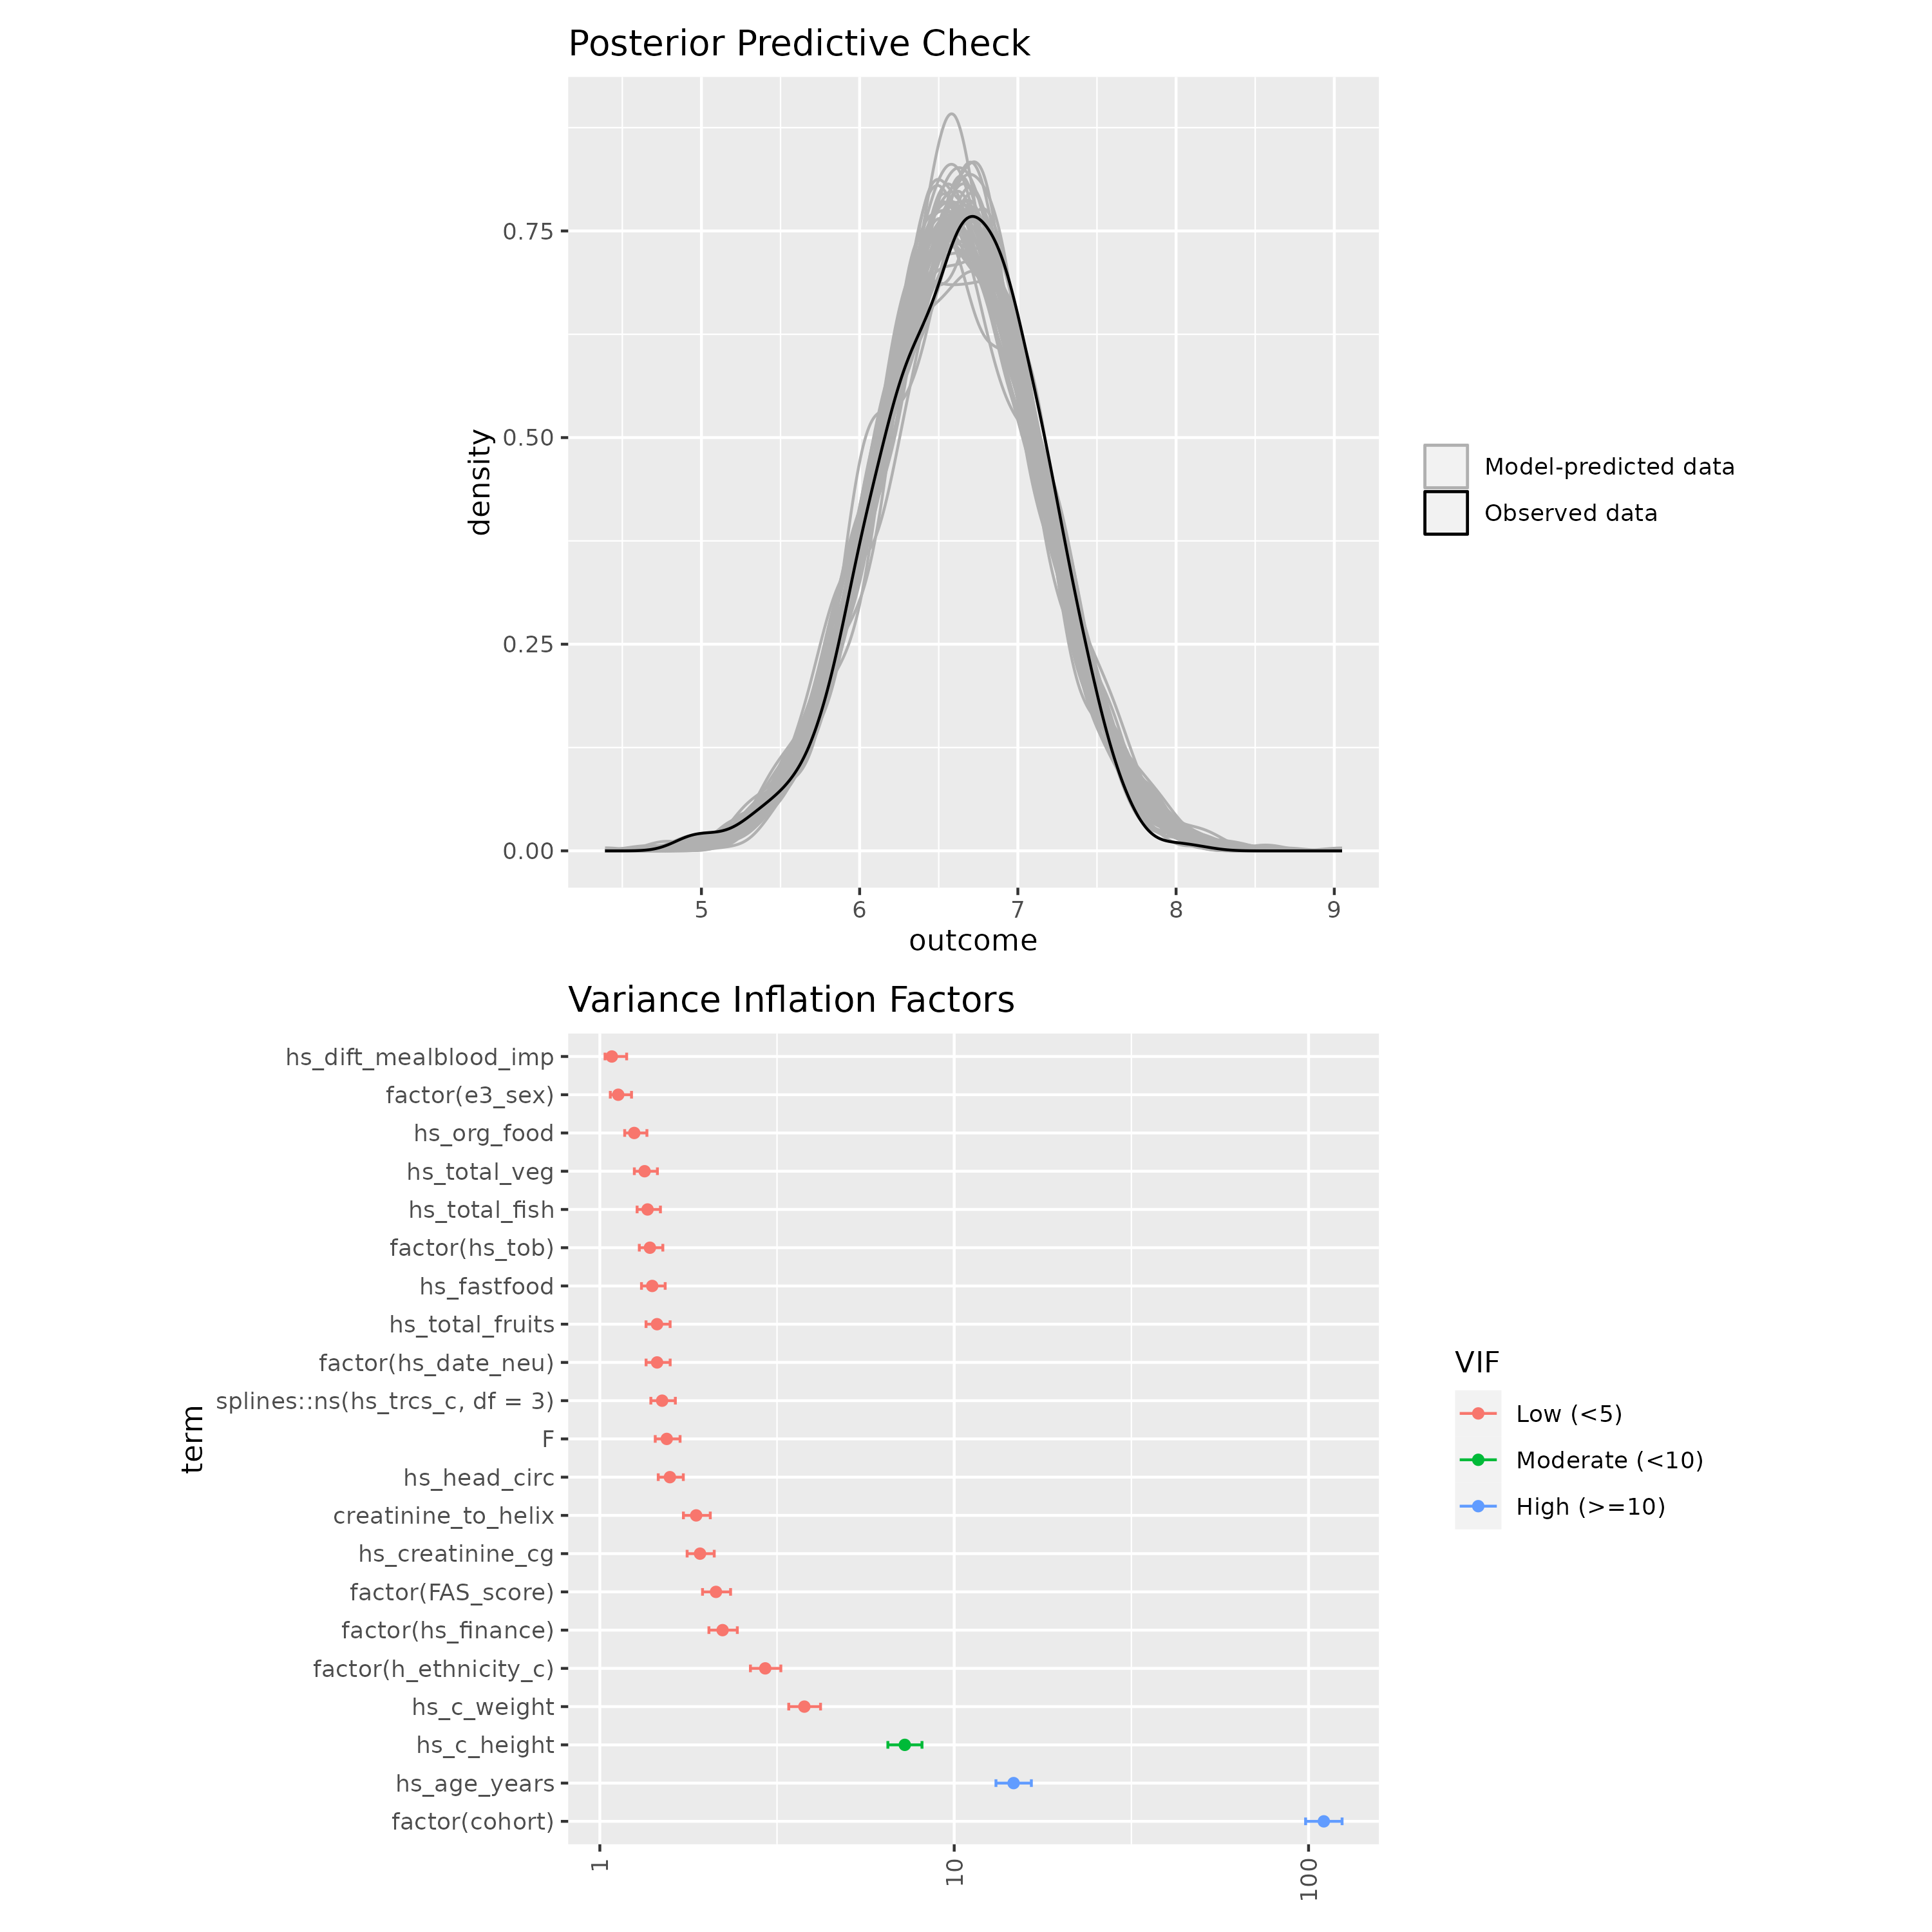 Posterior Predictive Check
density
0.75
0.50
0.25
0.00
5 6 7 8 9
outcome
Model-predicted data
Observed data
Variance Inflation Factors
term
hs_dift_mealblood_imp
factor(e3_sex)
hs_org_food
hs_total_veg
hs_total_fish
factor(hs_tob)
hs_fastfood
hs_total_fruits
factor(hs_date_neu)
splines::ns(hs_trcs_c, df = 3)
F
hs_head_circ
creatinine_to_helix
hs_creatinine_cg
factor(FAS_score)
factor(hs_finance)
factor(h_ethnicity_c)
hs_c_weight
hs_c_height
hs_age_years
factor(cohort)
1 10 100
VIF
Low (<5)
Moderate (<10)
High (>=10)